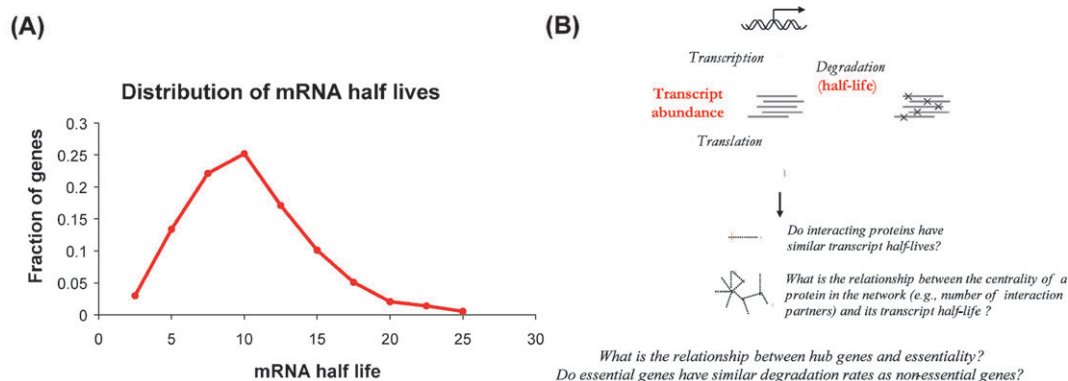 (A)
Distribution of mRNA half lives
Fraction of genes
0.3
0.25
0.2
0.15
0.1
0.05
0
0 5 10 15 20 25 30
mRNA half life
(B)
Transcription
Degradation
(half-life)
Transcript
abundance
Translation
Do interacting proteins have
similar transcript half-lives?
What is the relationship between the centrality of a
protein in the network (e.g., number of interaction
partners) and its transcript half-life ?
What is the relationship between hub genes and essentiality?
Do essential genes have similar degradation rates as non-essential genes?